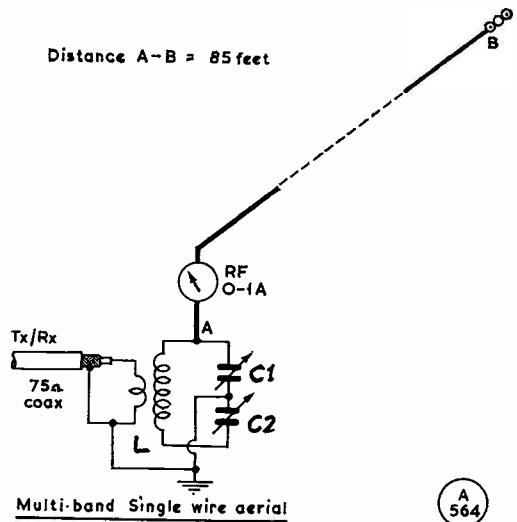 Distance A-B = 85 feet
B
RF
0-1A
A
Tx/Rx
75Ω
coax
C1
C2
L
Multi-band Single wire aerial
A
564